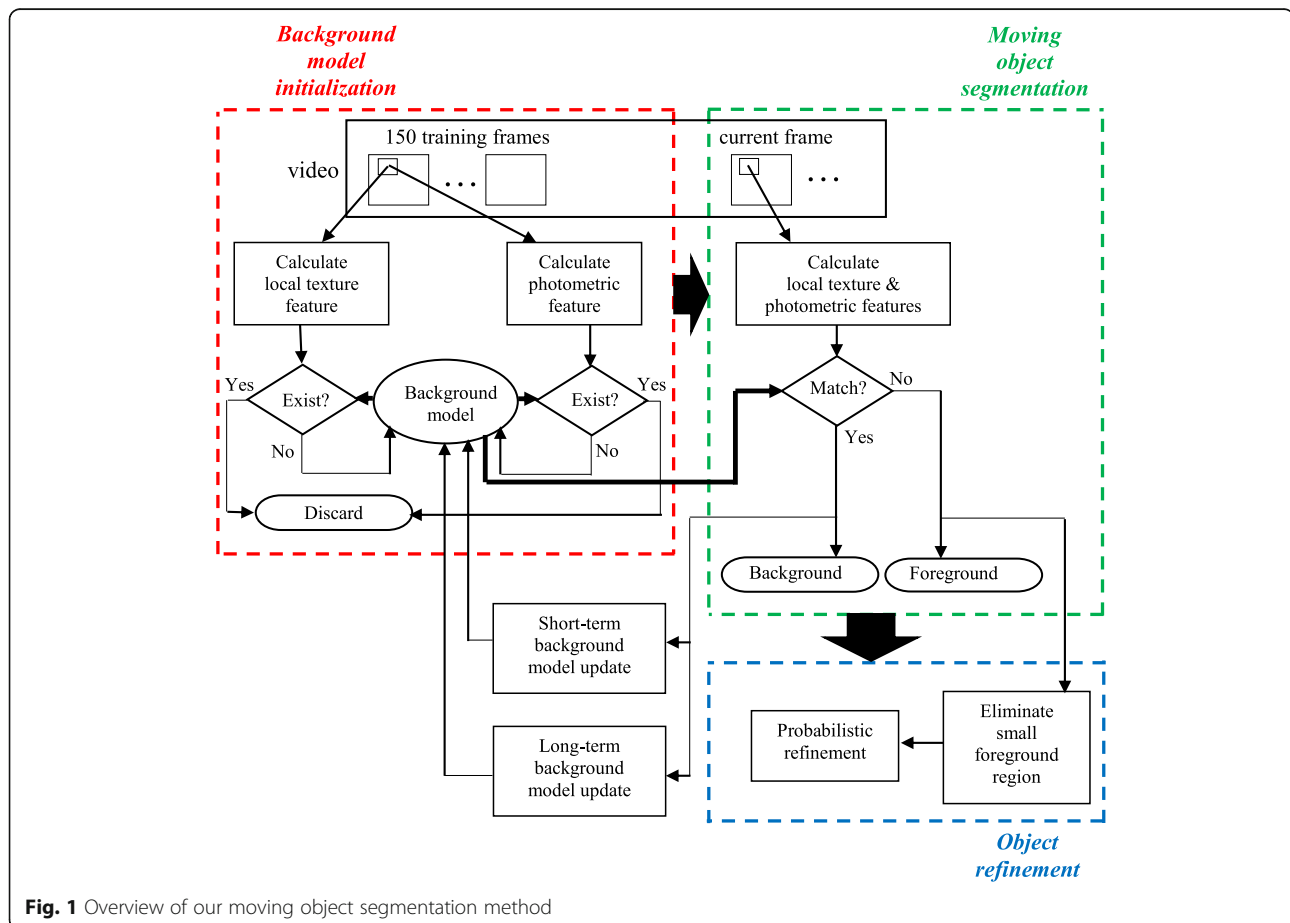 Background
model
initialization
Moving
object
segmentation
150 training frames
current frame
video
...
...
Calculate
local texture
feature
Calculate
photometric
feature
Calculate
local texture &
photometric features
Yes
Exist?
No
Background
model
Yes
Exist?
No
Match?
No
Yes
Discard
Background
Foreground
Short-term
background
model update
Long-term
background
model update
Probabilistic
refinement
Eliminate
small
foreground
region
Object
refinement
Fig. 1 Overview of our moving object segmentation method